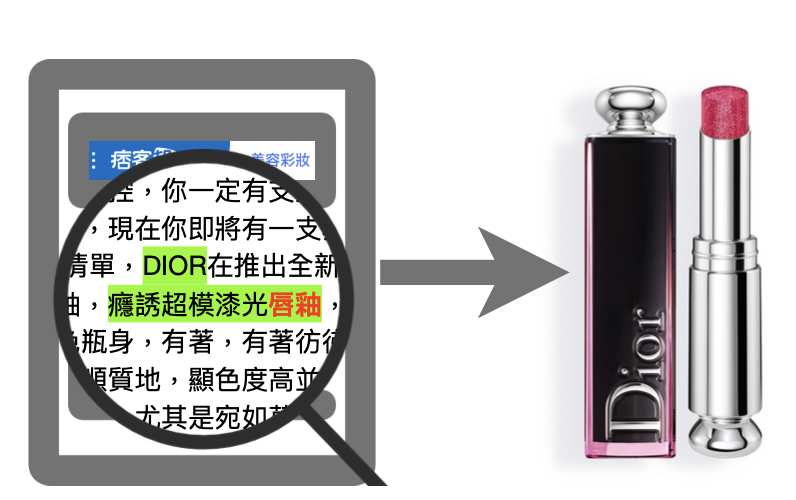 痞客
美容彩妝
控，你一定有支
，現在你即將有一支
清單，DIOR在推出全新
釉，癮誘超模漆光唇釉，
色瓶身，有著，有著彷彿
順質地，顯色度高並
尤其是宛如
Dior